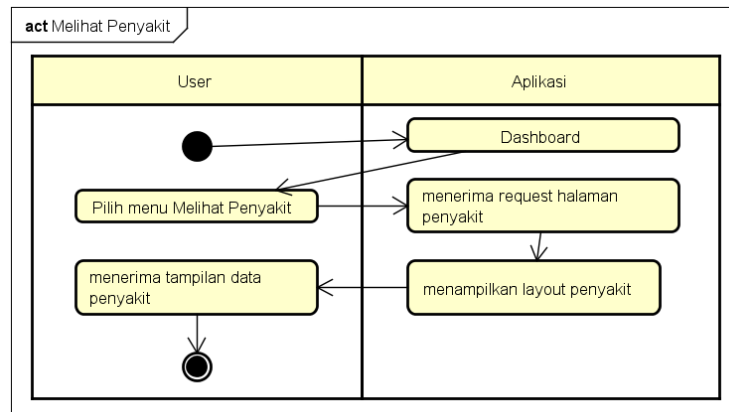 act Melihat Penyakit
User
Aplikasi
Dashboard
Pilih menu Melihat Penyakit
menerima request halaman
penyakit
menampilkan layout penyakit
menerima tampilan data
penyakit